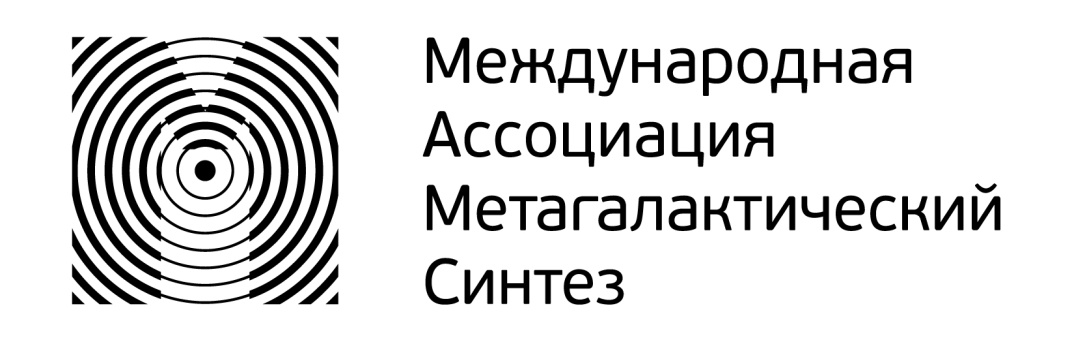 Международная
Ассоциация
Метагалактический
Синтез